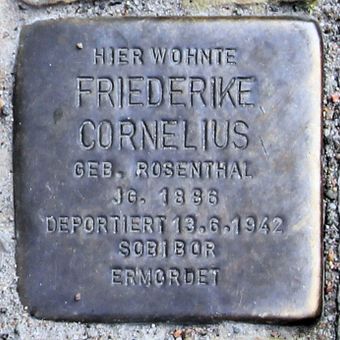 HIER WOHNTE
FRIEDERIKE
CORNELIUS
GEB. ROSENTHAL
JG. 1886
DEPORTIERT 13.6.1942
SOBIBOR
ERMORDET